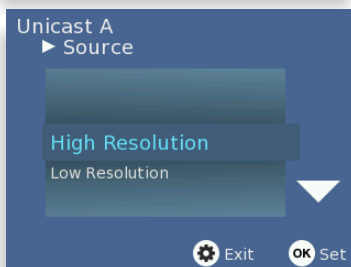 Unicast A
Source
High Resolution
Low Resolution
Exit OK Set